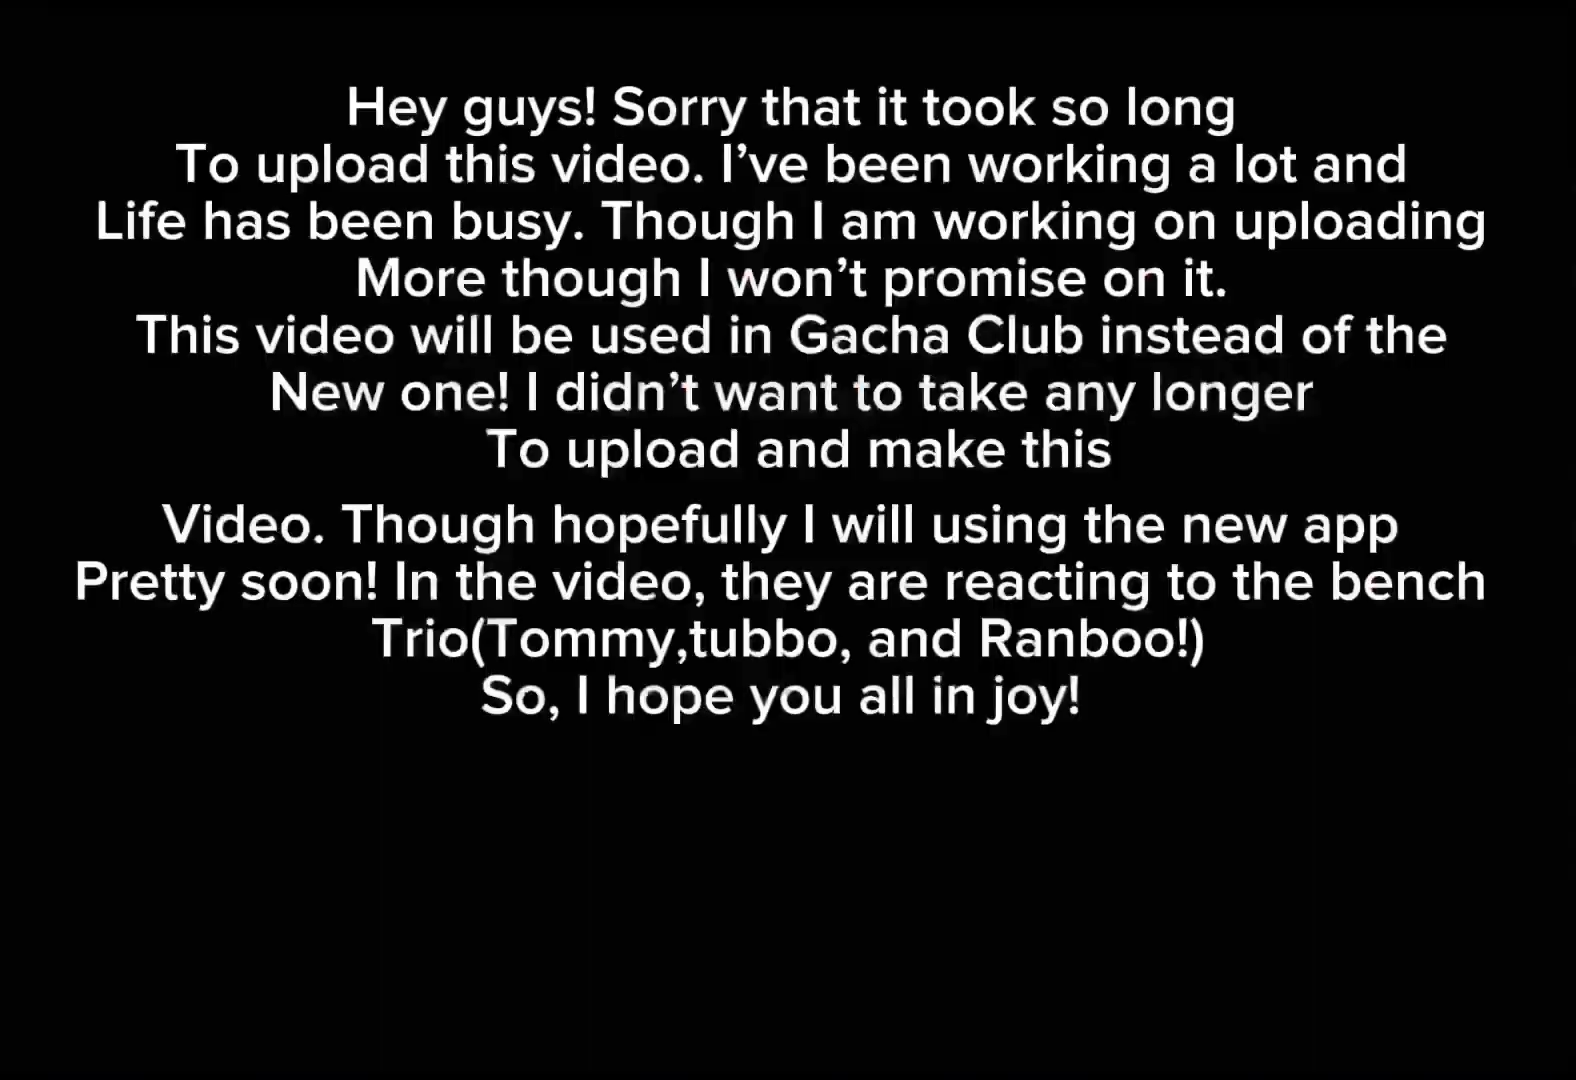 Hey guys! Sorry that it took so long
To upload this video. I’ve been working a lot and
Life has been busy. Though I am working on uploading
More though I won’t promise on it.
This video will be used in Gacha Club instead of the
New one! I didn’t want to take any longer
To upload and make this
Video. Though hopefully I will using the new app
Pretty soon! In the video, they are reacting to the bench
Trio(Tommy,tubbo, and Ranboo!)
So, I hope you all in joy!